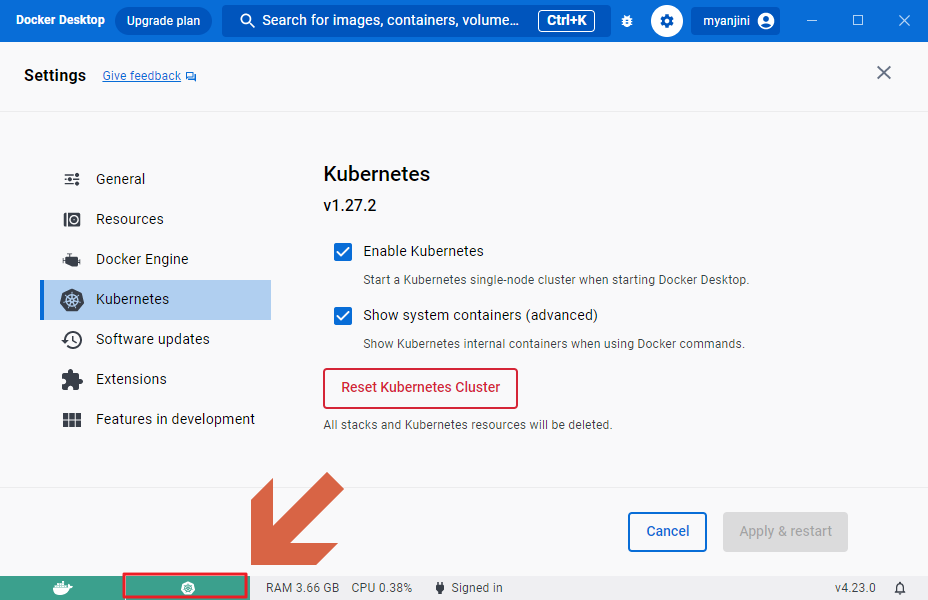 Docker Desktop Upgrade plan Search for images, containers, volume... Ctrl+K myanjini
Settings Give feedback
Kubernetes
v1.27.2
General
Resources
Docker Engine
Kubernetes
Software updates
Extensions
Features in development
Enable Kubernetes
Start a Kubernetes single-node cluster when starting Docker Desktop.
Show system containers (advanced)
Show Kubernetes internal containers when using Docker commands.
Reset Kubernetes Cluster
All stacks and Kubernetes resources will be deleted.
Cancel Apply & restart
RAM 3.66 GB CPU 0.38% Signed in v4.23.0